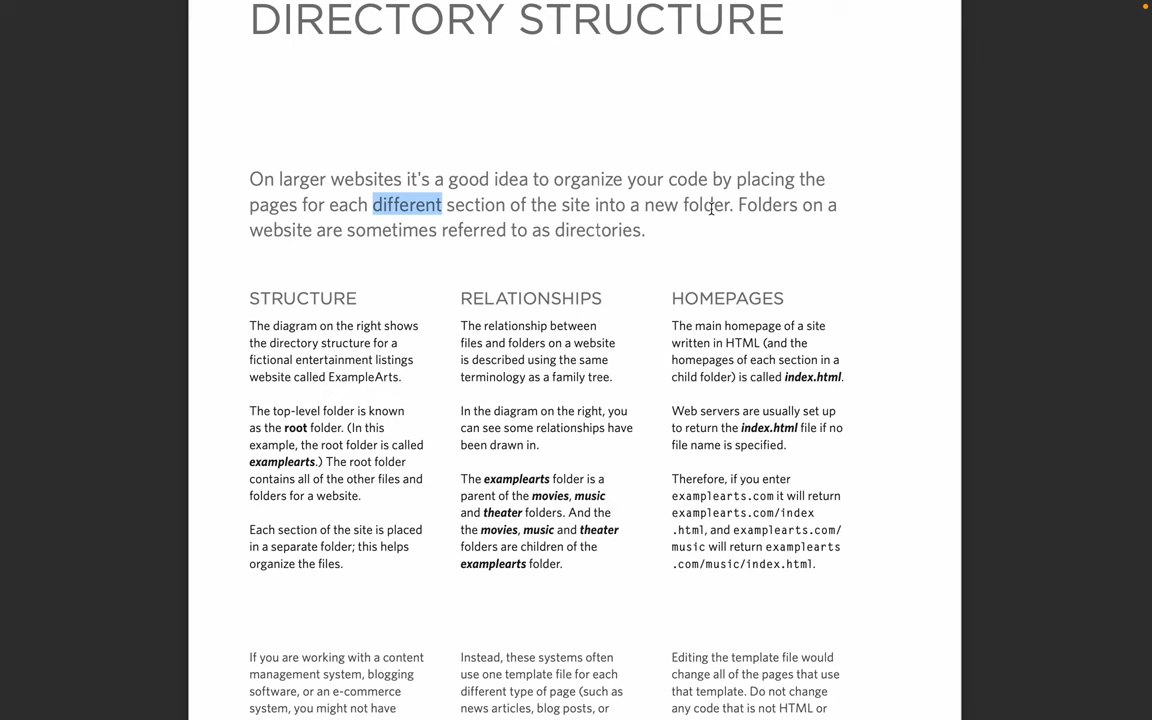 DIRECTORY STRUCTURE
On larger websites it's a good idea to organize your code by placing the
pages for each different section of the site into a new folder. Folders on a
website are sometimes referred to as directories.
STRUCTURE
The diagram on the right shows
the directory structure for a
fictional entertainment listings
website called ExampleArts.
The top-level folder is known
as the root folder. (In this
example, the root folder is called
examplearts.) The root folder
contains all of the other files and
folders for a website.
Each section of the site is placed
in a separate folder; this helps
organize the files.
RELATIONSHIPS
The relationship between
files and folders on a website
is described using the same
terminology as a family tree.
In the diagram on the right, you
can see some relationships have
been drawn in.
The examplearts folder is a
parent of the movies, music
and theater folders. And the
the movies, music and theater
folders are children of the
examplearts folder.
HOMEPAGES
The main homepage of a site
written in HTML (and the
homepages of each section in a
child folder) is called index.html.
Web servers are usually set up
to return the index.html file if no
file name is specified.
Therefore, if you enter
examplearts.com it will return
examplearts.com/index
.html, and examplearts.com/
music will return examplearts
.com/music/index.html.
If you are working with a content
management system, blogging
software, or an e-commerce
system, you might not have
Instead, these systems often
use one template file for each
different type of page (such as
news articles, blog posts, or
Editing the template file would
change all of the pages that use
that template. Do not change
any code that is not HTML or